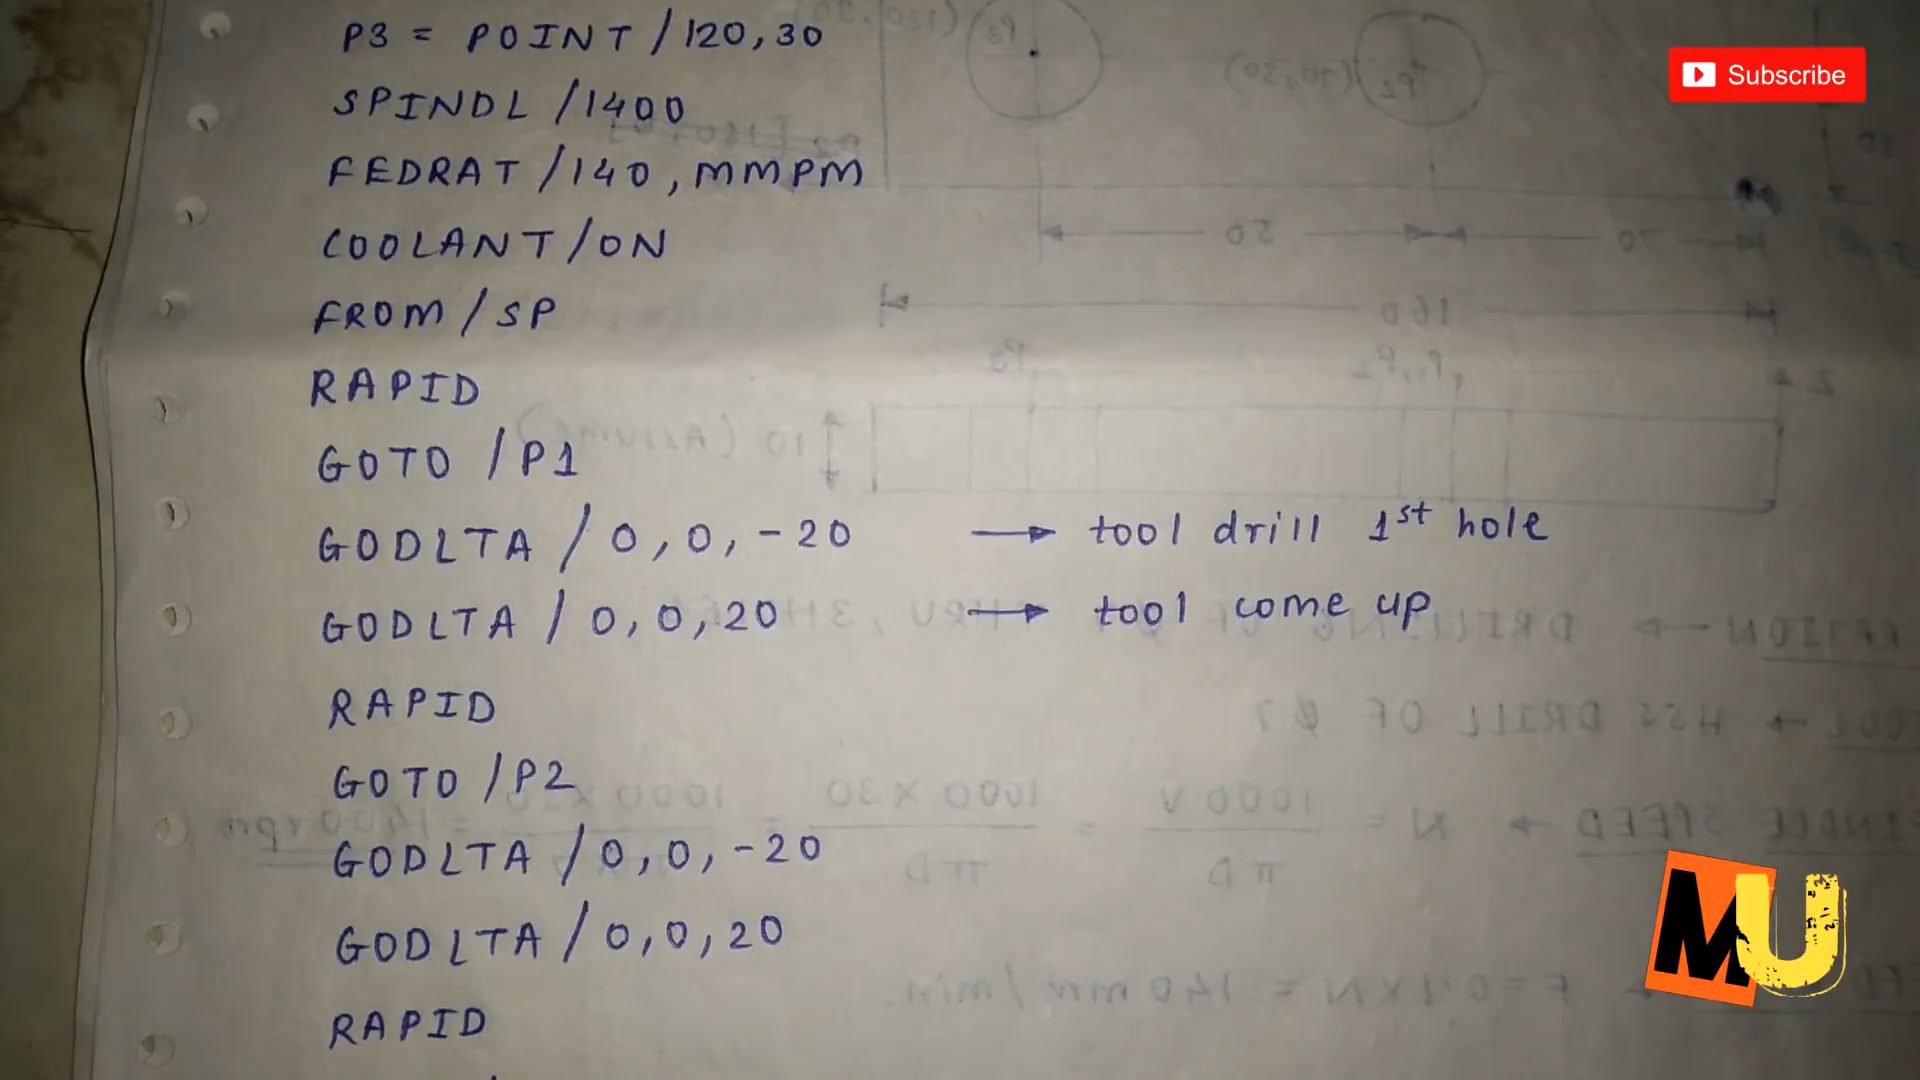 P3 = POINT / 120, 30
SPINDL / 1400
FEDRAT / 140, MMPM
COOLANT / ON
FROM / SP
RAPID
GOTO / P1
GODLTA / 0, 0, -20 → tool drill 1st hole
GODLTA / 0, 0, 20 → tool come up
RAPID
GOTO / P2
GODLTA / 0, 0, -20
GODLTA / 0, 0, 20
RAPID
Subscribe
MU